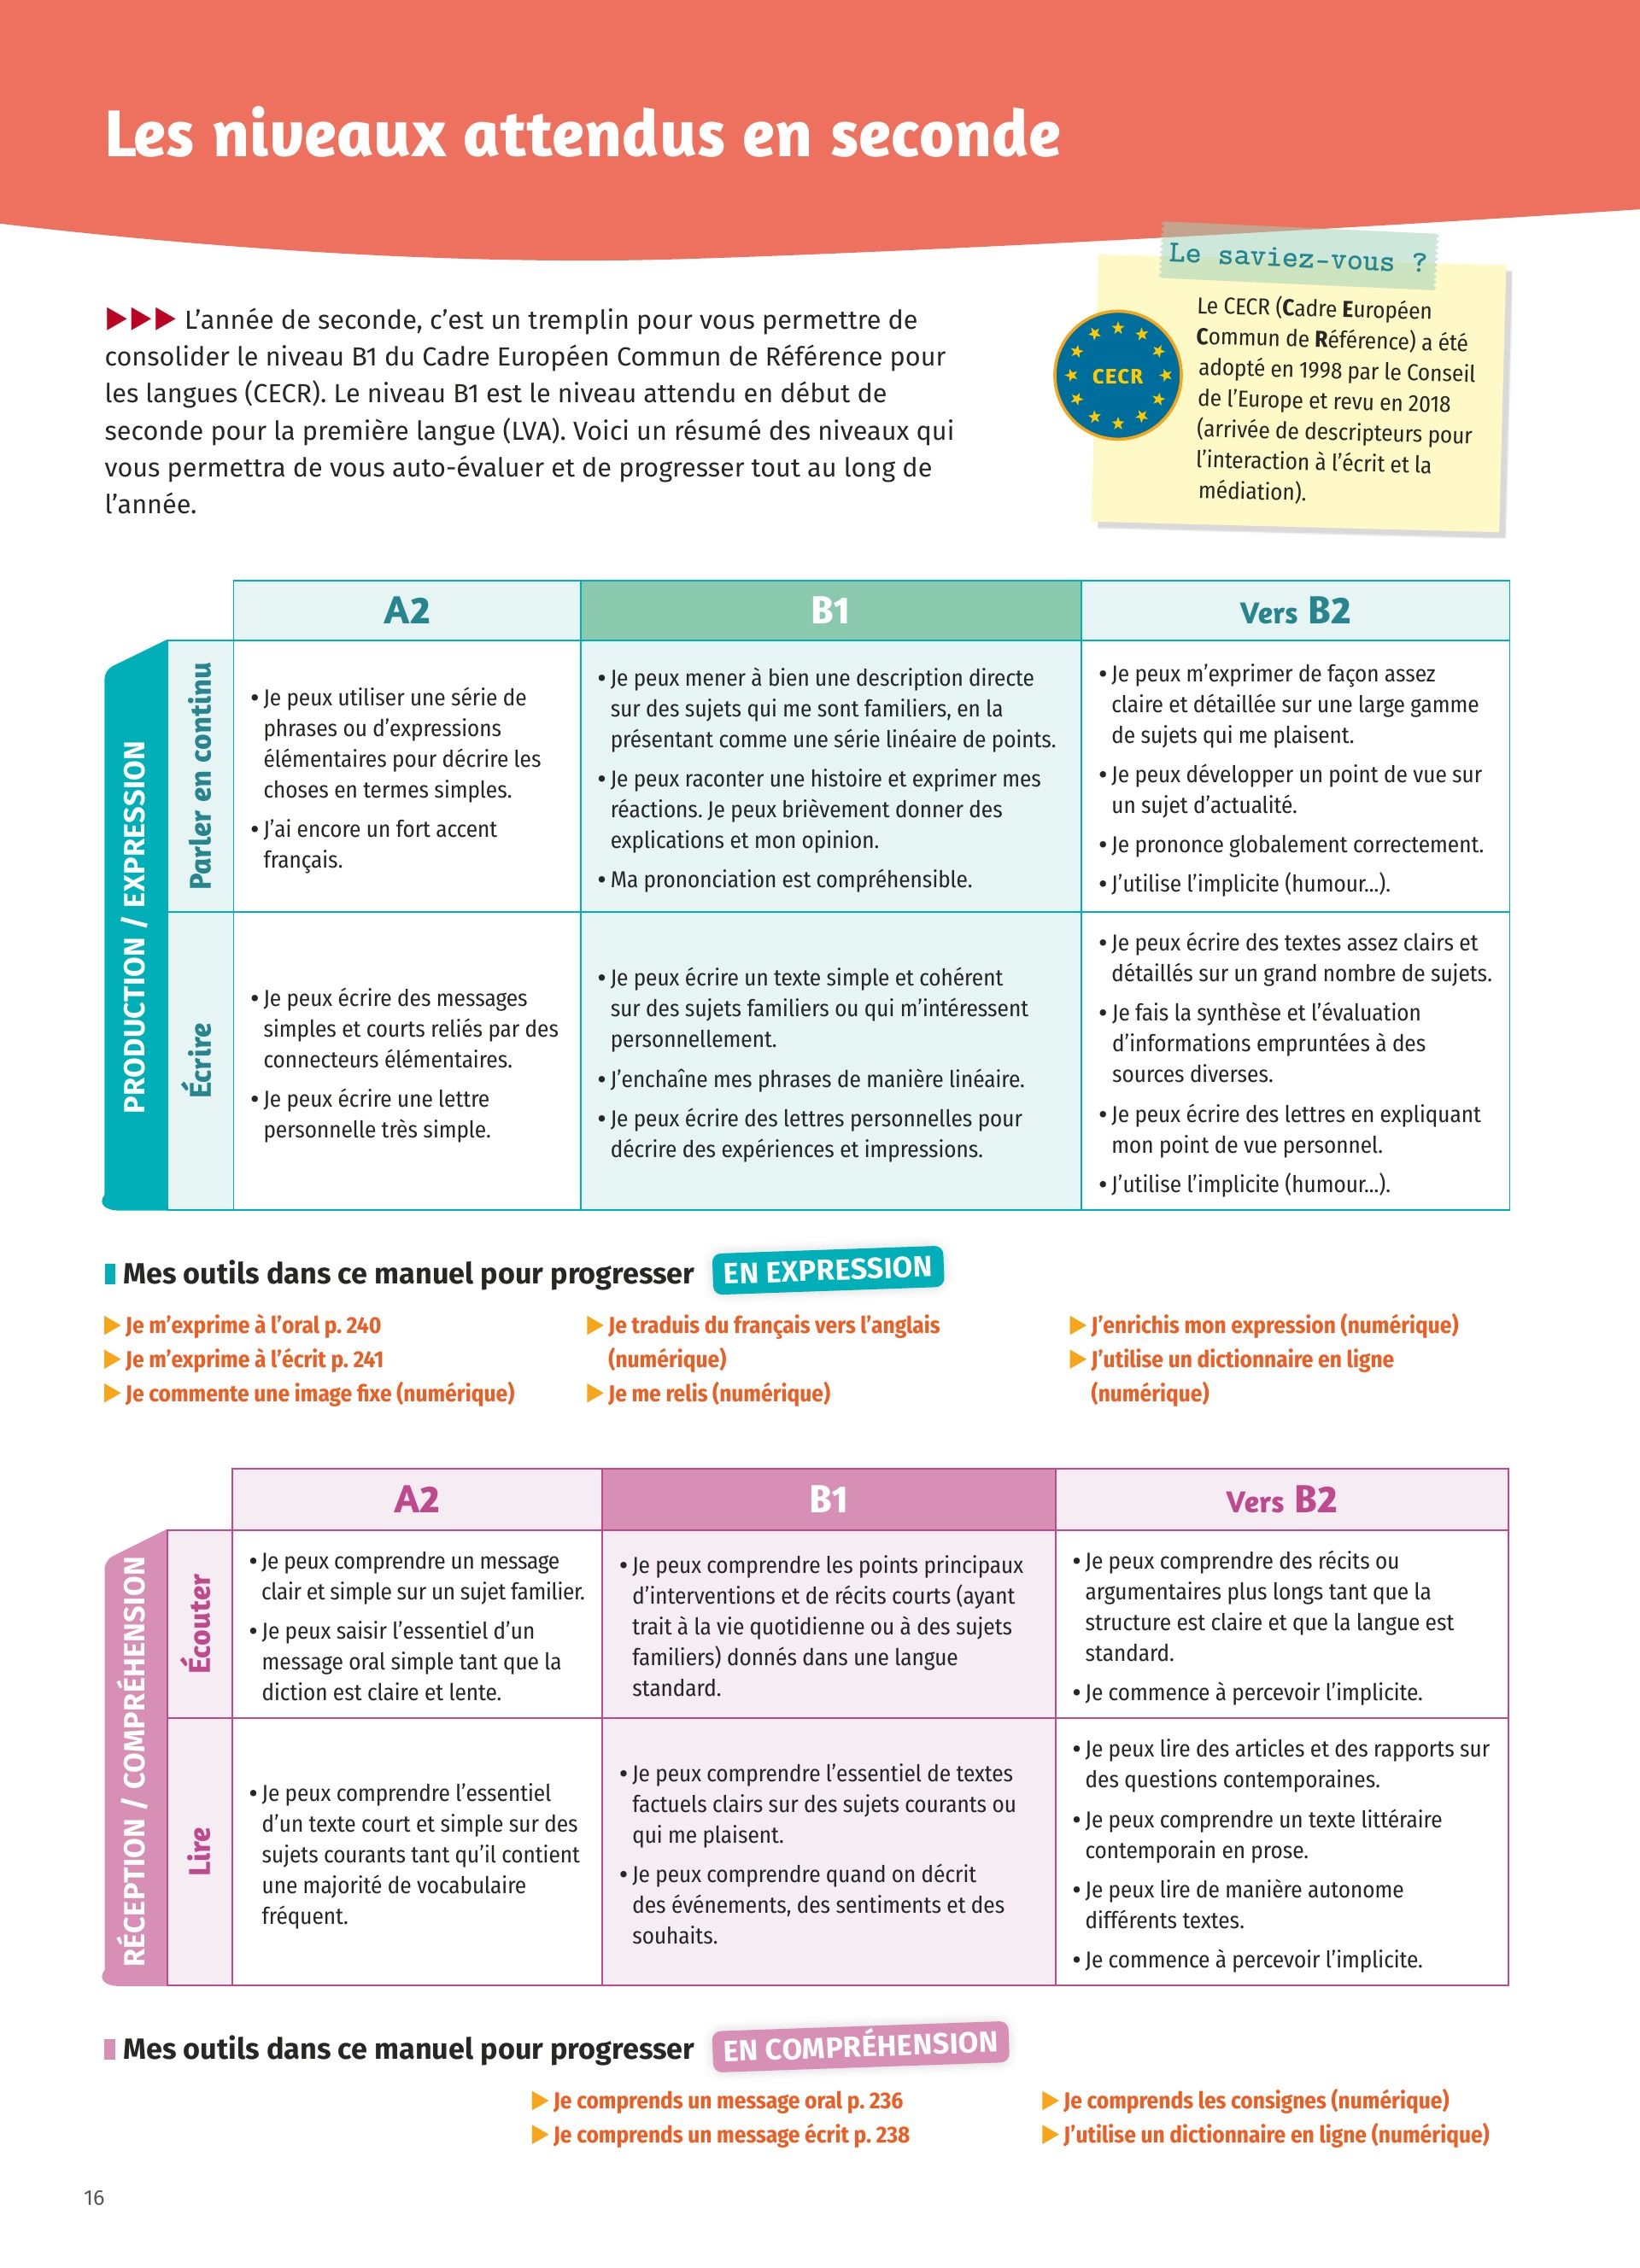 Les niveaux attendus en seconde
▶▶▶ L'année de seconde, c'est un tremplin pour vous permettre de
consolider le niveau B1 du Cadre Européen Commun de Référence pour
les langues (CECR). Le niveau B1 est le niveau attendu en début de
seconde pour la première langue (LVA). Voici un résumé des niveaux qui
vous permettra de vous auto-évaluer et de progresser tout au long de
l'année.
Le saviez-vous ?
CECR
Le CECR (Cadre Européen
Commun de Référence) a été
adopté en 1998 par le Conseil
de l'Europe et revu en 2018
(arrivée de descripteurs pour
l'interaction à l'écrit et la
médiation).
A2
B1
Vers B2
PRODUCTION / EXPRESSION
Parler en continu
• Je peux utiliser une série de
phrases ou d'expressions
élémentaires pour décrire les
choses en termes simples.
• J'ai encore un fort accent
français.
• Je peux mener à bien une description directe
sur des sujets qui me sont familiers, en la
présentant comme une série linéaire de points.
• Je peux raconter une histoire et exprimer mes
réactions. Je peux brièvement donner des
explications et mon opinion.
• Ma prononciation est compréhensible.
• Je peux m'exprimer de façon assez
claire et détaillée sur une large gamme
de sujets qui me plaisent.
• Je peux développer un point de vue sur
un sujet d'actualité.
• Je prononce globalement correctement.
• J'utilise l'implicite (humour...).
Écrire
• Je peux écrire des messages
simples et courts reliés par des
connecteurs élémentaires.
• Je peux écrire une lettre
personnelle très simple.
• Je peux écrire un texte simple et cohérent
sur des sujets familiers ou qui m'intéressent
personnellement.
• J'enchaîne mes phrases de manière linéaire.
• Je peux écrire des lettres personnelles pour
décrire des expériences et impressions.
• Je peux écrire des textes assez clairs et
détaillés sur un grand nombre de sujets.
• Je fais la synthèse et l'évaluation
d'informations empruntées à des
sources diverses.
• Je peux écrire des lettres en expliquant
mon point de vue personnel.
• J'utilise l'implicite (humour...).
Mes outils dans ce manuel pour progresser EN EXPRESSION
▶ Je m'exprime à l'oral p. 240
▶ Je m'exprime à l'écrit p. 241
▶ Je commente une image fixe (numérique)
▶ Je traduis du français vers l'anglais
(numérique)
▶ Je me relis (numérique)
▶ J'enrichis mon expression (numérique)
▶ J'utilise un dictionnaire en ligne
(numérique)
A2
B1
Vers B2
RÉCEPTION / COMPRÉHENSION
Écouter
• Je peux comprendre un message
clair et simple sur un sujet familier.
• Je peux saisir l'essentiel d'un
message oral simple tant que la
diction est claire et lente.
• Je peux comprendre les points principaux
d'interventions et de récits courts (ayant
trait à la vie quotidienne ou à des sujets
familiers) donnés dans une langue
standard.
• Je peux comprendre des récits ou
argumentaires plus longs tant que la
structure est claire et que la langue est
standard.
• Je commence à percevoir l'implicite.
Lire
• Je peux comprendre l'essentiel
d'un texte court et simple sur des
sujets courants tant qu'il contient
une majorité de vocabulaire
fréquent.
• Je peux comprendre l'essentiel de textes
factuels clairs sur des sujets courants ou
qui me plaisent.
• Je peux comprendre quand on décrit
des événements, des sentiments et des
souhaits.
• Je peux lire des articles et des rapports sur
des questions contemporaines.
• Je peux comprendre un texte littéraire
contemporain en prose.
• Je peux lire de manière autonome
différents textes.
• Je commence à percevoir l'implicite.
Mes outils dans ce manuel pour progresser EN COMPRÉHENSION
▶ Je comprends un message oral p. 236
▶ Je comprends un message écrit p. 238
▶ Je comprends les consignes (numérique)
▶ J'utilise un dictionnaire en ligne (numérique)
16